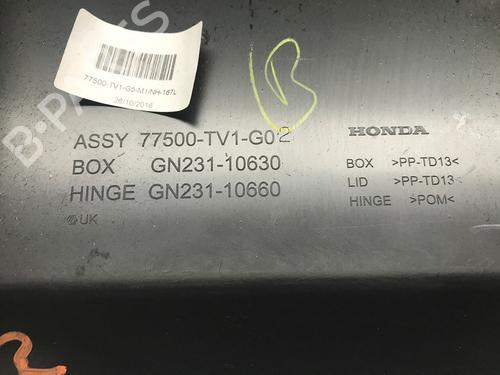 77500-TV1-G5-M1/NH-167L
26/10/2016
B
B-PARTS
ASSY 77500-TV1-G02
BOX GN231-10630
HINGE GN231-10660
UK
HONDA
BOX >PP-TD13<
LID >PP-TD13
HINGE >POM<